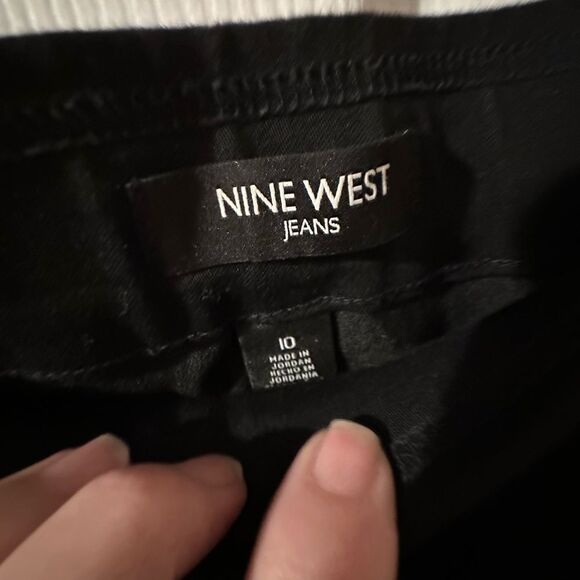 NINE WEST
JEANS
10
MADE IN
JORDAN
HECHO EN
JORDANIA